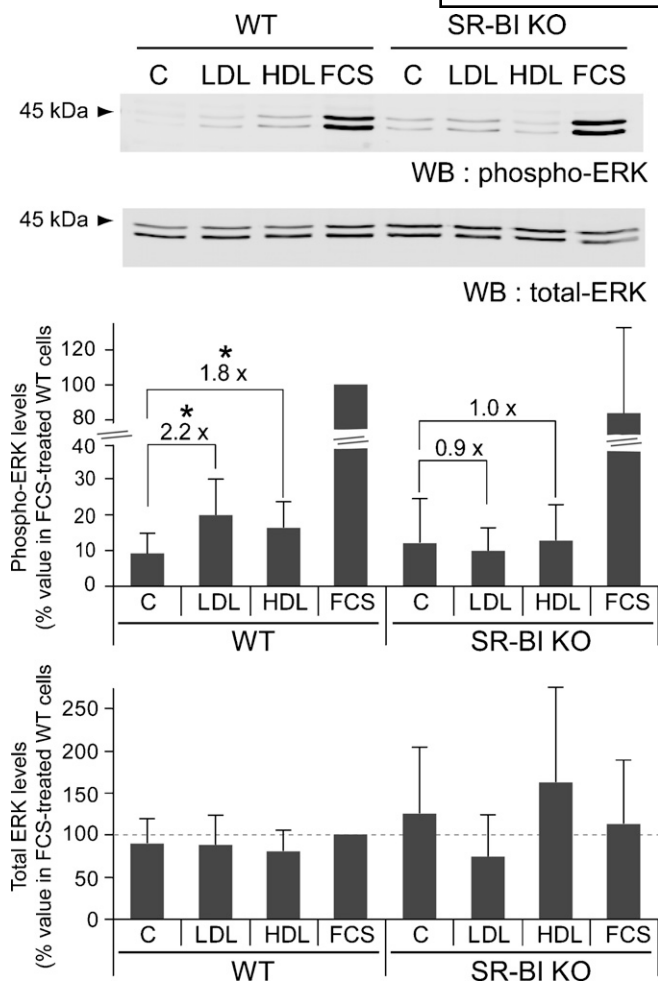 WT SR-BI KO
C LDL HDL FCS C LDL HDL FCS
45 kDa
WB : phospho-ERK
45 kDa
WB : total-ERK
Phospho-ERK levels
(% value in FCS-treated WT cells
120
100
80
40
30
20
10
0
*
1.8 x
*
2.2 x
1.0 x
0.9 x
C LDL HDL FCS C LDL HDL FCS
WT SR-BI KO
Total ERK levels
(% value in FCS-treated WT cells
250
200
150
100
50
0
C LDL HDL FCS C LDL HDL FCS
WT SR-BI KO